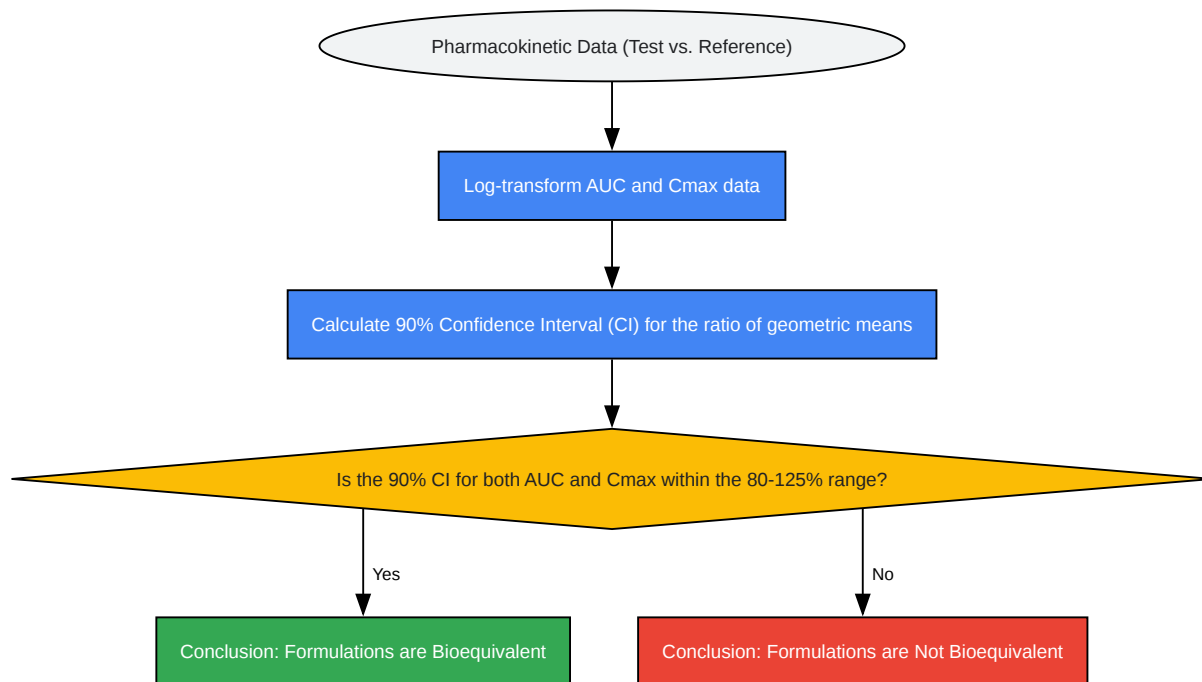 Pharmacokinetic Data (Test vs. Reference)
Log-transform AUC and Cmax data
Calculate 90% Confidence Interval (CI) for the ratio of geometric means
Is the 90% CI for both AUC and Cmax within the 80-125% range?
Yes
No
Conclusion: Formulations are Bioequivalent
Conclusion: Formulations are Not Bioequivalent